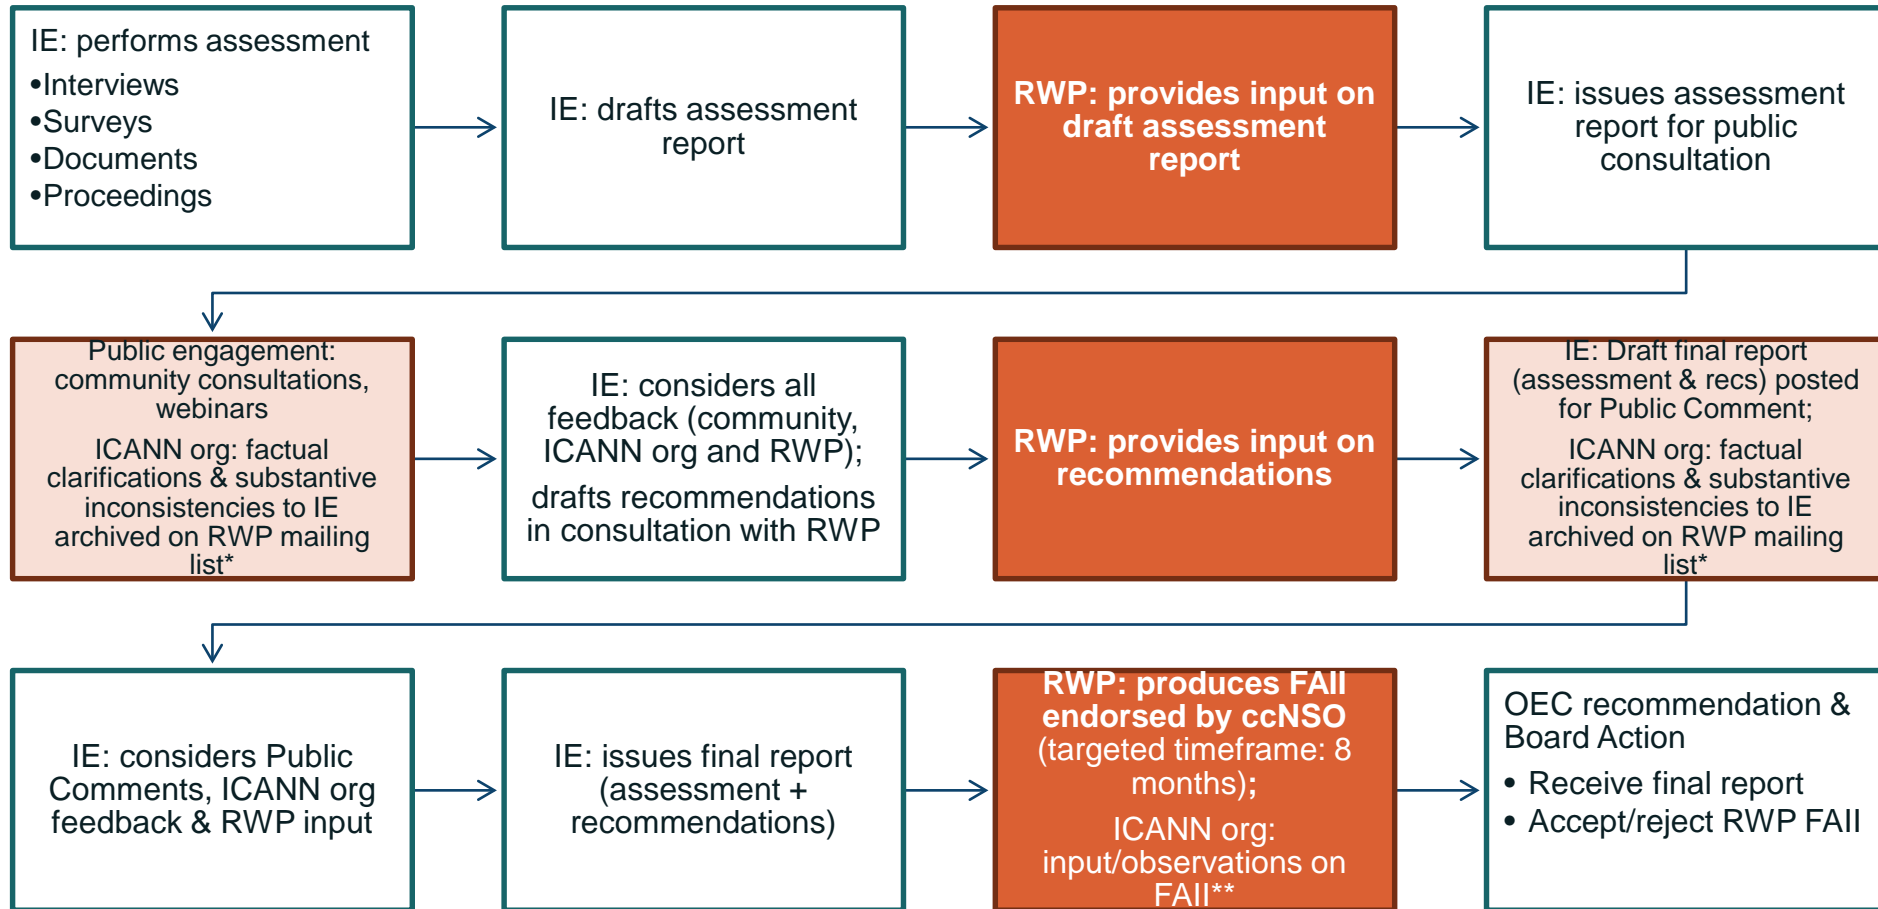 IE: performs assessment
•Interviews
•Surveys
•Documents
•Proceedings
IE: drafts assessment
report
RWP: provides input on
draft assessment
report
IE: issues assessment
report for public
consultation
Public engagement:
community consultations,
webinars
ICANN org: factual
clarifications & substantive
inconsistencies to IE
archived on RWP mailing
list*
IE: considers all
feedback (community,
ICANN org and RWP);
drafts recommendations
in consultation with RWP
RWP: provides input on
recommendations
IE: Draft final report
(assessment & recs) posted
for Public Comment;
ICANN org: factual
clarifications & substantive
inconsistencies to IE
archived on RWP mailing
list*
IE: considers Public
Comments, ICANN org
feedback & RWP input
IE: issues final report
(assessment +
recommendations)
RWP: produces FAII
endorsed by ccNSO
(targeted timeframe: 8
months);
ICANN org:
input/observations on
FAII**
OEC recommendation &
Board Action
• Receive final report
• Accept/reject RWP FAII